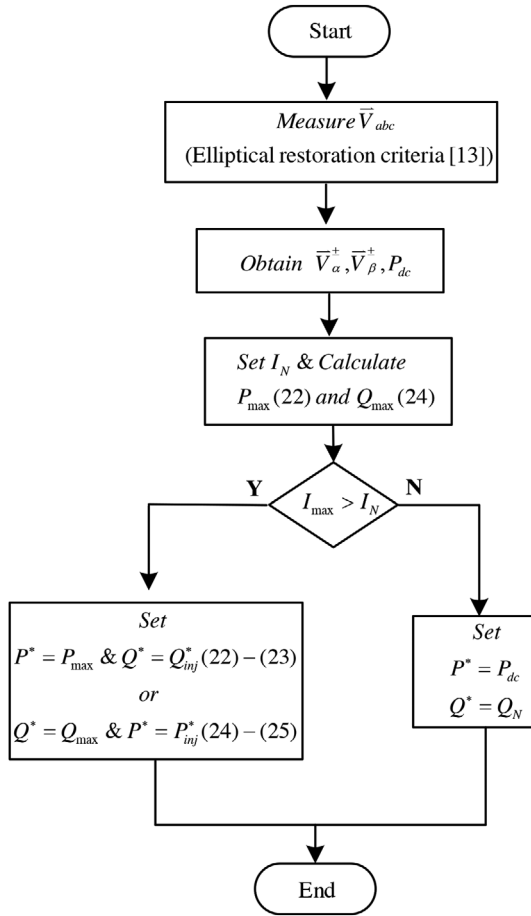 Start
Measure V̅abc
(Elliptical restoration criteria [13])
Obtain V̅α±, V̅β±, Pdc
Set IN & Calculate
Pmax (22) and Qmax (24)
Y
N
Imax > IN
Set
P* = Pmax & Q* = Q*inj (22) – (23)
or
Q* = Qmax & P* = P*inj (24) – (25)
Set
P* = Pdc
Q* = QN
End